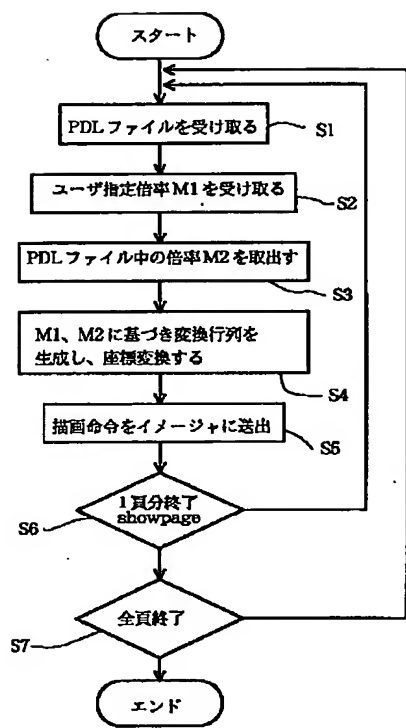 スタート
PDLファイルを受け取る
S1
ユーザ指定倍率M1を受け取る
S2
PDLファイル中の倍率M2を取出す
S3
M1、M2に基づき変換行列を
生成し、座標変換する
S4
描画命令をイメージャに送出
S5
1頁分終了
showpage
S6
全頁終了
S7
エンド